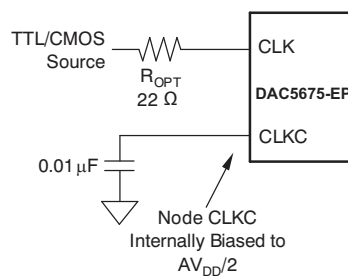 TTL/CMOS
Source
R_OPT
22 Ω
CLK
DAC5675-EP
CLKC
0.01 µF
Node CLKC
Internally Biased to
AV_DD/2